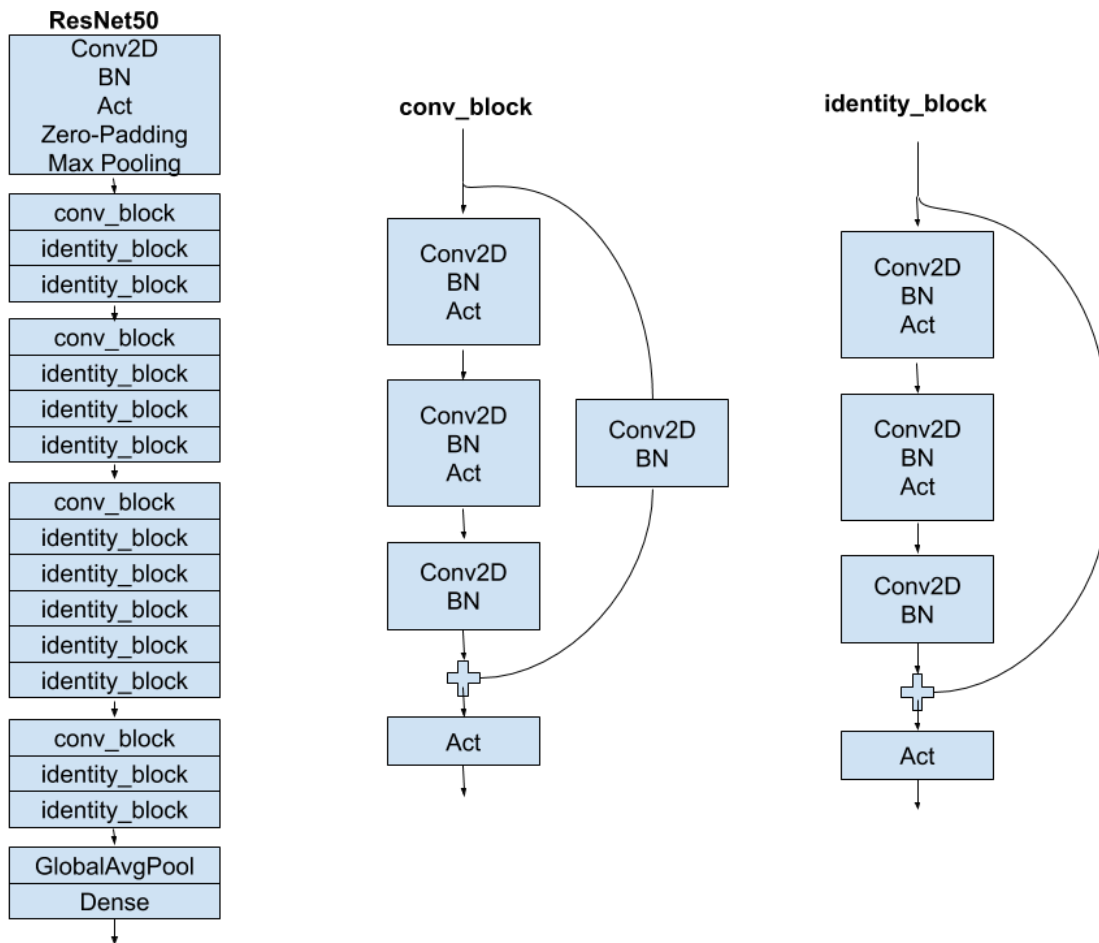 ResNet50
Conv2D
BN
Act
Zero-Padding
Max Pooling
conv_block
identity_block
identity_block
conv_block
identity_block
identity_block
identity_block
conv_block
identity_block
identity_block
identity_block
identity_block
identity_block
conv_block
identity_block
identity_block
GlobalAvgPool
Dense
conv_block
Conv2D
BN
Act
Conv2D
BN
Act
Conv2D
BN
Conv2D
BN
Act
identity_block
Conv2D
BN
Act
Conv2D
BN
Act
Conv2D
BN
Act